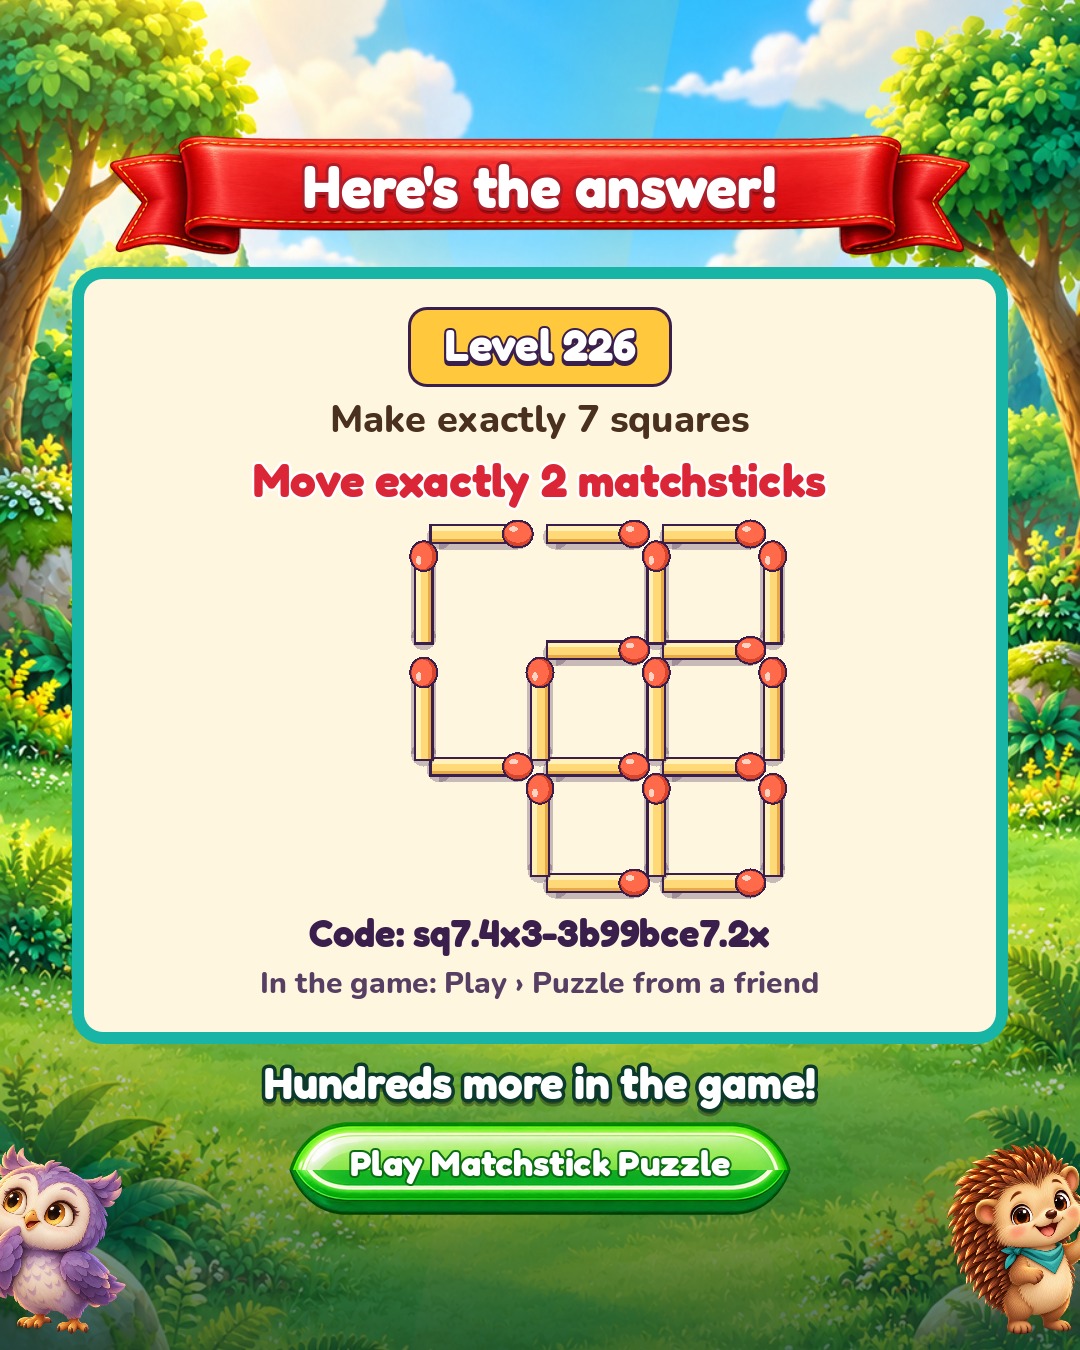 Here's the answer!
Level 226
Make exactly 7 squares
Move exactly 2 matchsticks
Code: sq7.4x3-3b99bce7.2x
In the game: Play › Puzzle from a friend
Hundreds more in the game!
Play Matchstick Puzzle